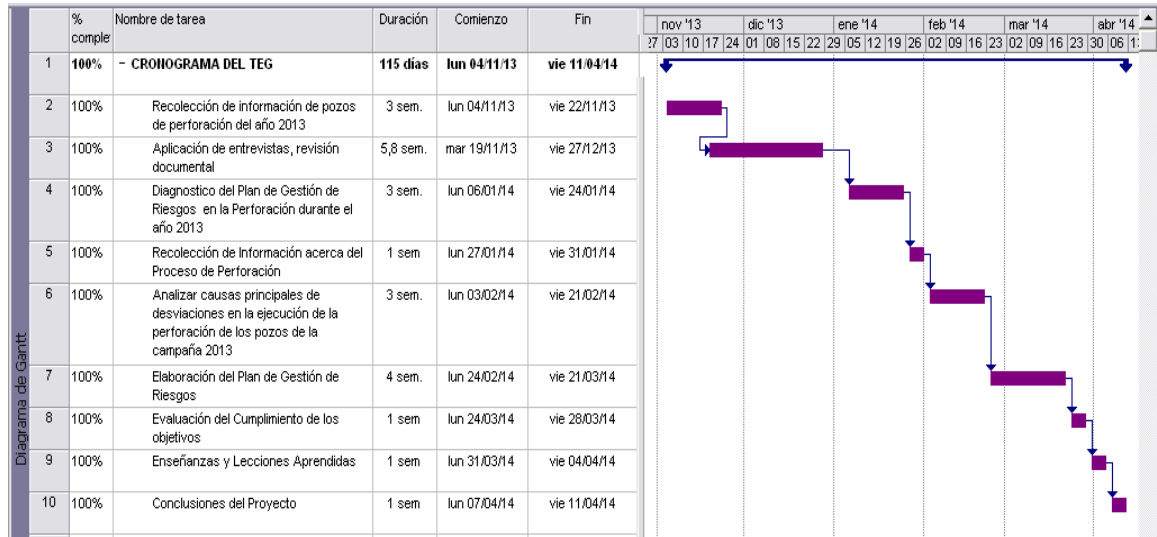 % Nombre de tarea Duración Comienzo Fin nov '13 dic '13 ene '14 feb '14 mar '14 abr '14
comple 27 03 10 17 24 01 08 15 22 29 05 12 19 26 02 09 16 23 02 09 16 23 30 06 1
1 100% − CRONOGRAMA DEL TEG 115 días lun 04/11/13 vie 11/04/14
2 100% Recolección de información de pozos 3 sem. lun 04/11/13 vie 22/11/13
de perforación del año 2013
3 100% Aplicación de entrevistas, revisión 5,8 sem. mar 19/11/13 vie 27/12/13
documental
4 100% Diagnostico del Plan de Gestión de 3 sem. lun 06/01/14 vie 24/01/14
Riesgos en la Perforación durante el
año 2013
5 100% Recolección de Información acerca del 1 sem lun 27/01/14 vie 31/01/14
Proceso de Perforación
6 100% Analizar causas principales de 3 sem. lun 03/02/14 vie 21/02/14
desviaciones en la ejecución de la
perforación de los pozos de la
campaña 2013
7 100% Elaboración del Plan de Gestión de 4 sem. lun 24/02/14 vie 21/03/14
Riesgos
8 100% Evaluación del Cumplimiento de los 1 sem lun 24/03/14 vie 28/03/14
objetivos
9 100% Enseñanzas y Lecciones Aprendidas 1 sem lun 31/03/14 vie 04/04/14
10 100% Conclusiones del Proyecto 1 sem lun 07/04/14 vie 11/04/14
Diagrama de Gantt